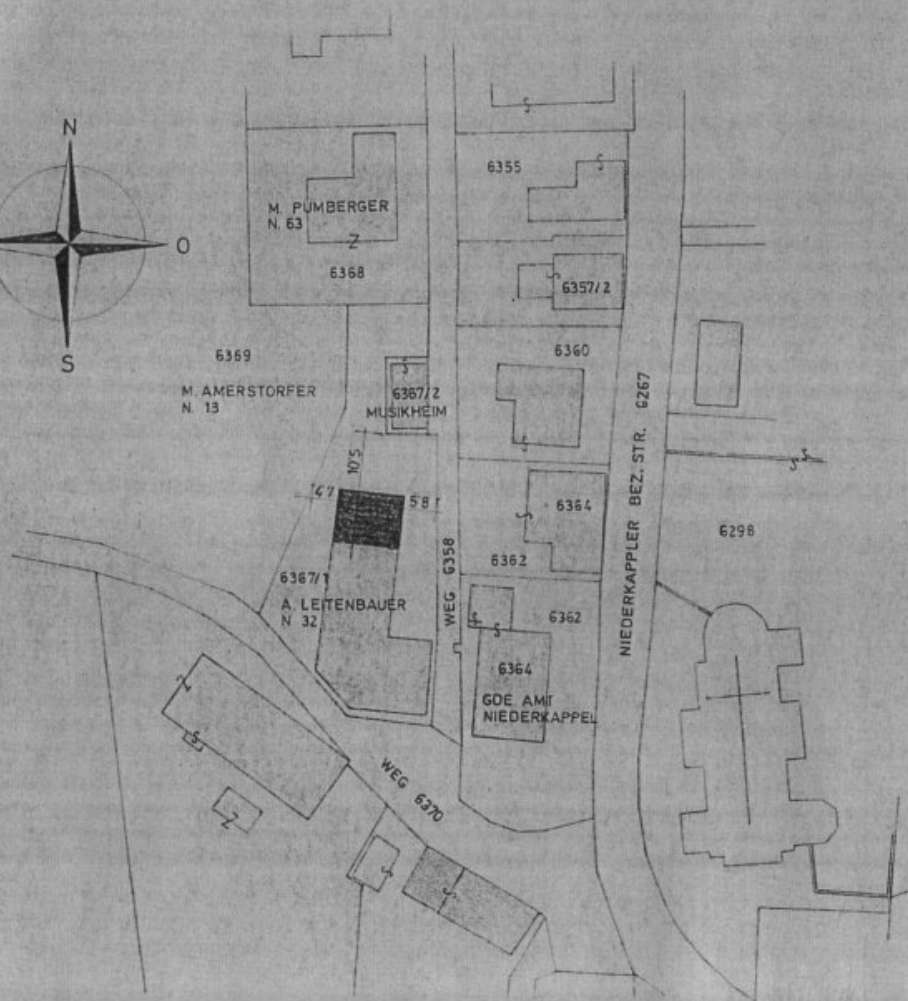 N
O
S
6355
M. PUMBERGER
N. 63
Z
6368
6357/2
6360
6369
M. AMERSTORFER
N. 13
6367/2
MUSIKHEIM
NIEDERKAPPLER BEZ. STR. 6267
10'5
4'7
5'8
6364
6298
WEG 6358
6362
6367/1
A. LEITENBAUER
N 32
6362
6364
GDE. AMT
NIEDERKAPPEL
S
Z
WEG 6370